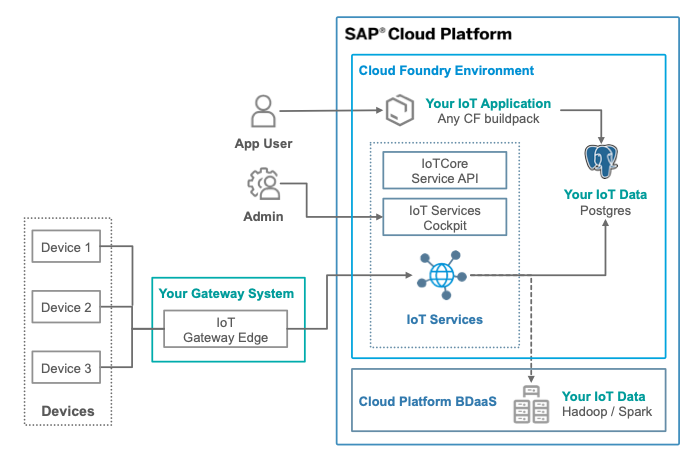 SAP® Cloud Platform
Cloud Foundry Environment
Your IoT Application
Any CF buildpack
App User
IoTCore
Service API
Your IoT Data
Postgres
Admin
IoT Services
Cockpit
Device 1
Device 2
Device 3
Devices
Your Gateway System
IoT
Gateway Edge
IoT Services
Cloud Platform BDaaS
Your IoT Data
Hadoop / Spark